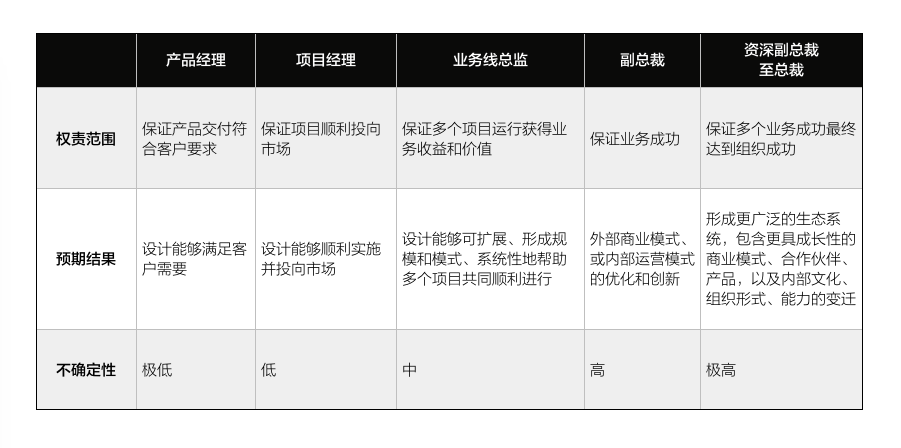 产品经理
项目经理
业务线总监
副总裁
资深副总裁
至总裁
权责范围
保证产品交付符
合客户要求
保证项目顺利投向
市场
保证多个项目运行获得业
务收益和价值
保证业务成功
保证多个业务成功最终
达到组织成功
预期结果
设计能够满足客
户需要
设计能够顺利实施
并投向市场
设计能够可扩展、形成规
模和模式、系统性地帮助
多个项目共同顺利进行
外部商业模式、
或内部运营模式
的优化和创新
形成更广泛的生态系
统，包含更具成长性的
商业模式、合作伙伴、
产品，以及内部文化、
组织形式、能力的变迁
不确定性
极低
低
中
高
极高